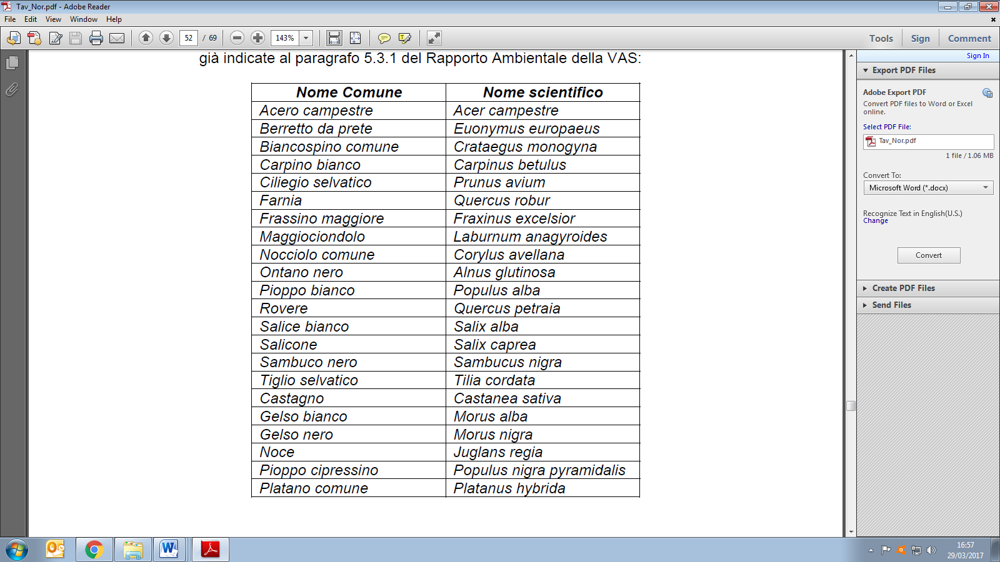 Tav_Nor.pdf - Adobe Reader
File Edit View Window Help
52 / 69 143% Tools Sign Comment
già indicate al paragrafo 5.3.1 del Rapporto Ambientale della VAS:
Nome Comune Nome scientifico
Acero campestre Acer campestre
Berretto da prete Euonymus europaeus
Biancospino comune Crataegus monogyna
Carpino bianco Carpinus betulus
Ciliegio selvatico Prunus avium
Farnia Quercus robur
Frassino maggiore Fraxinus excelsior
Maggiociondolo Laburnum anagyroides
Nocciolo comune Corylus avellana
Ontano nero Alnus glutinosa
Pioppo bianco Populus alba
Rovere Quercus petraia
Salice bianco Salix alba
Salicone Salix caprea
Sambuco nero Sambucus nigra
Tiglio selvatico Tilia cordata
Castagno Castanea sativa
Gelso bianco Morus alba
Gelso nero Morus nigra
Noce Juglans regia
Pioppo cipressino Populus nigra pyramidalis
Platano comune Platanus hybrida
Sign In
Export PDF Files
Adobe Export PDF
Convert PDF files to Word or Excel
online.
Select PDF File:
Tav_Nor.pdf
1 file / 1.06 MB
Convert To:
Microsoft Word (*.docx)
Recognize Text in English(U.S.)
Change
Convert
Create PDF Files
Send Files
16:57
29/03/2017